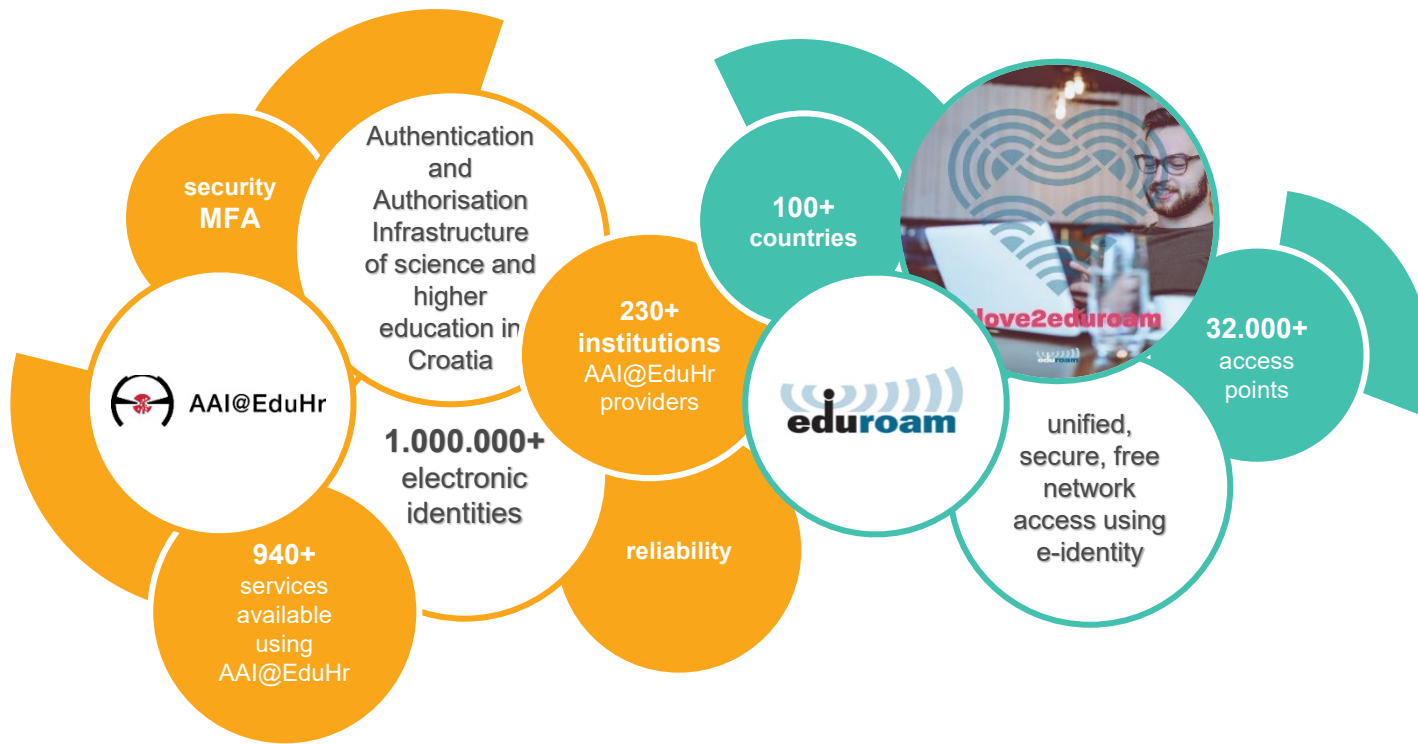 security
MFA
Authentication
and
Authorisation
Infrastructure
of science and
higher
education in
Croatia
AAI@EduHr
230+
institutions
AAI@EduHr
providers
1.000.000+
electronic
identities
940+
services
available
using
AAI@EduHr
reliability
100+
countries
love2eduroam
eduroam
eduroam
32.000+
access
points
unified,
secure, free
network
access using
e-identity